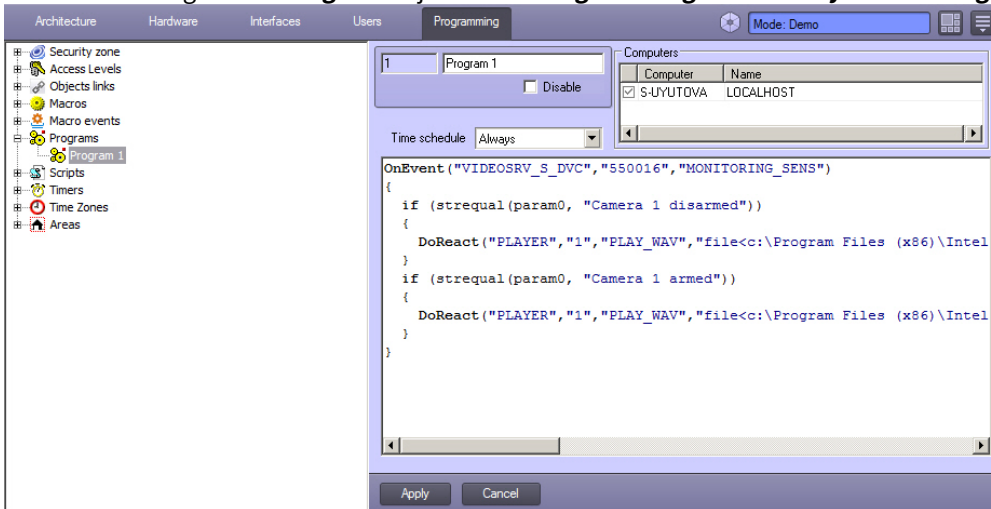 Architecture Hardware Interfaces Users Programming Mode: Demo
Security zone
Access Levels
Objects links
Macros
Macro events
Programs
Program 1
Scripts
Timers
Time Zones
Areas
1 Program 1
Disable
Computers
Computer Name
S-UYUTOVA LOCALHOST
Time schedule Always
OnEvent("VIDEOSRV_S_DVC","550016","MONITORING_SENS")
{
if (strequal(param0, "Camera 1 disarmed"))
{
DoReact("PLAYER","1","PLAY_WAV","file<c:\Program Files (x86)\Intel
}
if (strequal(param0, "Camera 1 armed"))
{
DoReact("PLAYER","1","PLAY_WAV","file<c:\Program Files (x86)\Intel
}
}
Apply Cancel